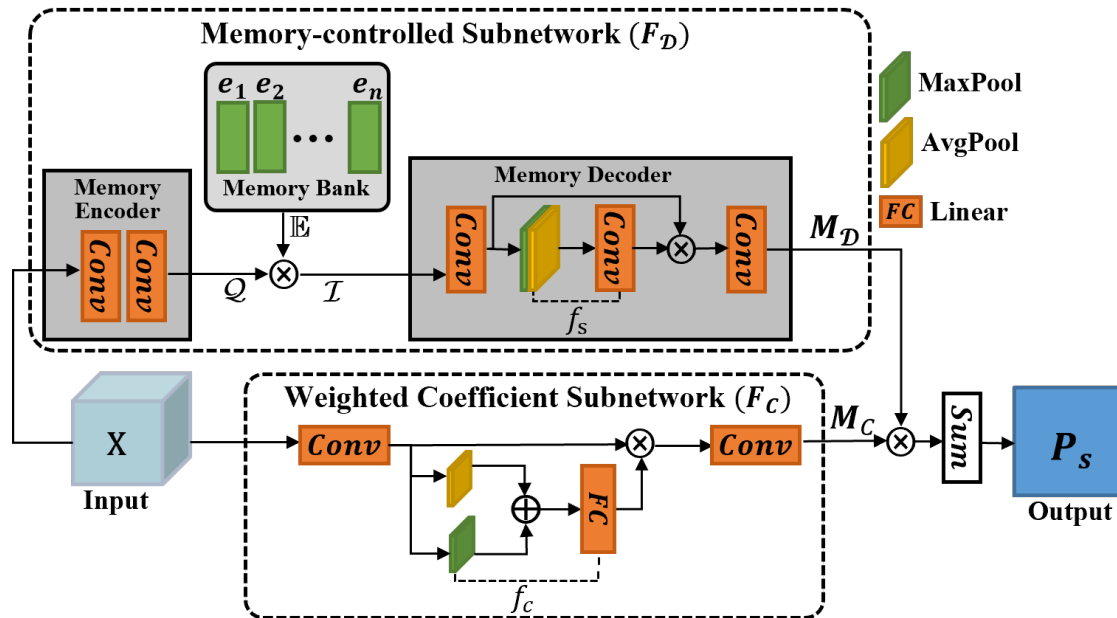 Memory-controlled Subnetwork (F_𝒟)
e_1 e_2 ... e_n
Memory Bank
𝔼
Memory
Encoder
Conv
Conv
𝒬
ℐ
Memory Decoder
Conv
Conv
Conv
f_s
M_𝒟
MaxPool
AvgPool
FC
Linear
X
Input
Weighted Coefficient Subnetwork (F_C)
Conv
FC
Conv
f_c
M_C
Sum
P_s
Output